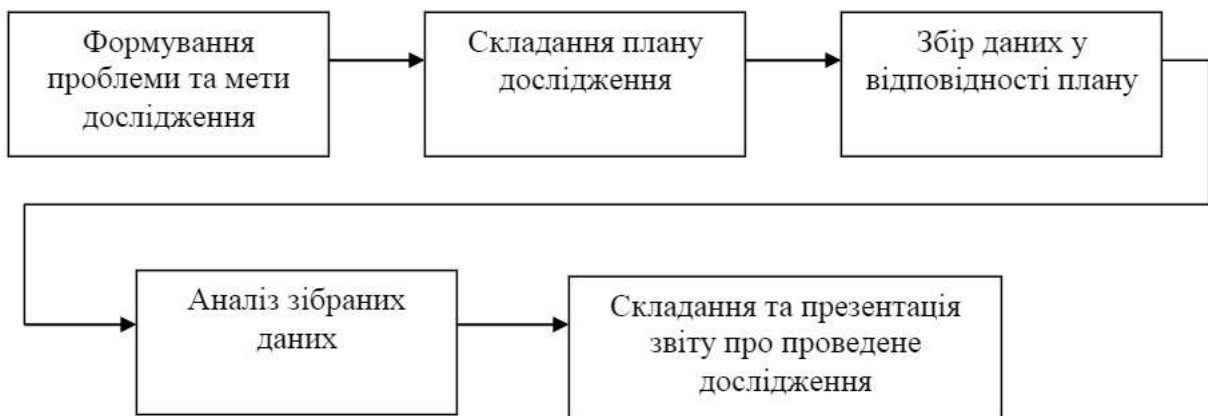 Формування
проблеми та мети
дослідження
Складання плану
дослідження
Збір даних у
відповідності плану
Аналіз зібраних
даних
Складання та презентація
звіту про проведене
дослідження